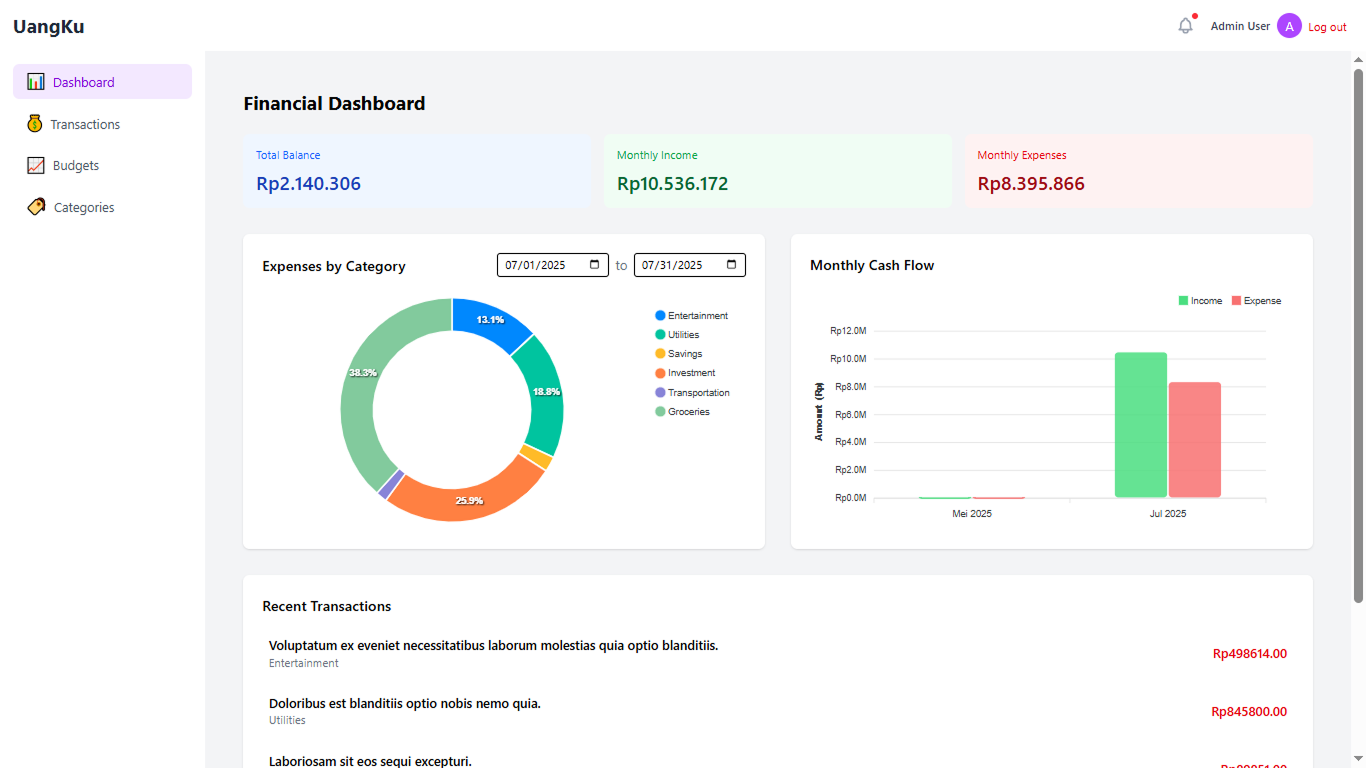 UangKu
Admin User
A
Log out
Dashboard
Transactions
Budgets
Categories
Financial Dashboard
Total Balance
Rp2.140.306
Monthly Income
Rp10.536.172
Monthly Expenses
Rp8.395.866
Expenses by Category
07/01/2025 to 07/31/2025
13.1%
18.8%
25.9%
38.3%
Entertainment
Utilities
Savings
Investment
Transportation
Groceries
Monthly Cash Flow
Income Expense
Amount (Rp)
Rp12.0M
Rp10.0M
Rp8.0M
Rp6.0M
Rp4.0M
Rp2.0M
Rp0.0M
Mei 2025 Jul 2025
Recent Transactions
Voluptatum ex eveniet necessitatibus laborum molestias quia optio blanditiis.
Entertainment
Rp498614.00
Doloribus est blanditiis optio nobis nemo quia.
Utilities
Rp845800.00
Laboriosam sit eos sequi excepturi.